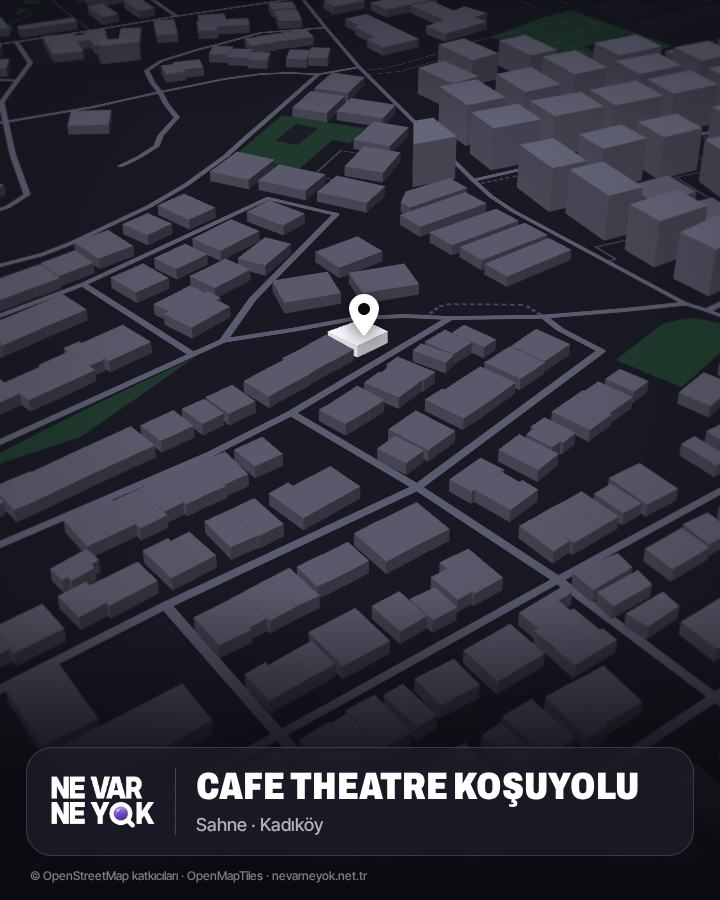 NE VAR
NE YOK
CAFE THEATRE KOŞUYOLU
Sahne · Kadıköy
© OpenStreetMap katkıcıları · OpenMapTiles · nevarneyok.net.tr